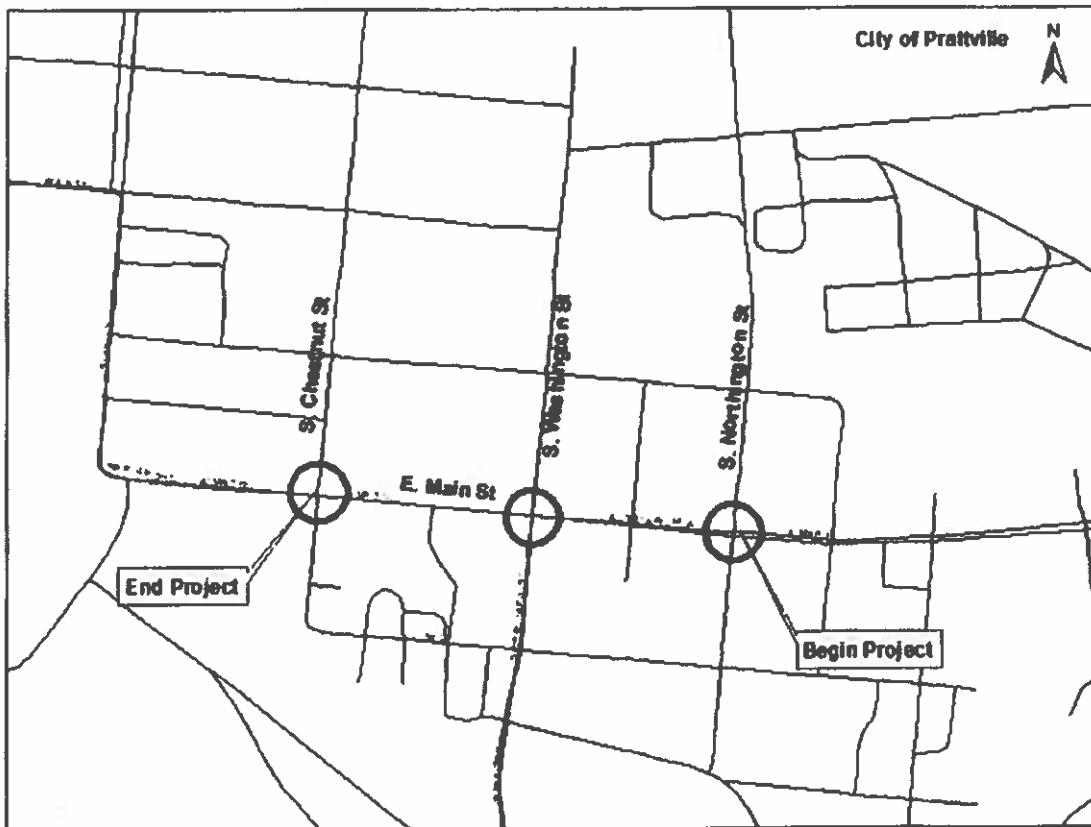 City of Prattville
N
S. Chestnut St
S. Washington St
S. Northington St
E. Main St
End Project
Begin Project